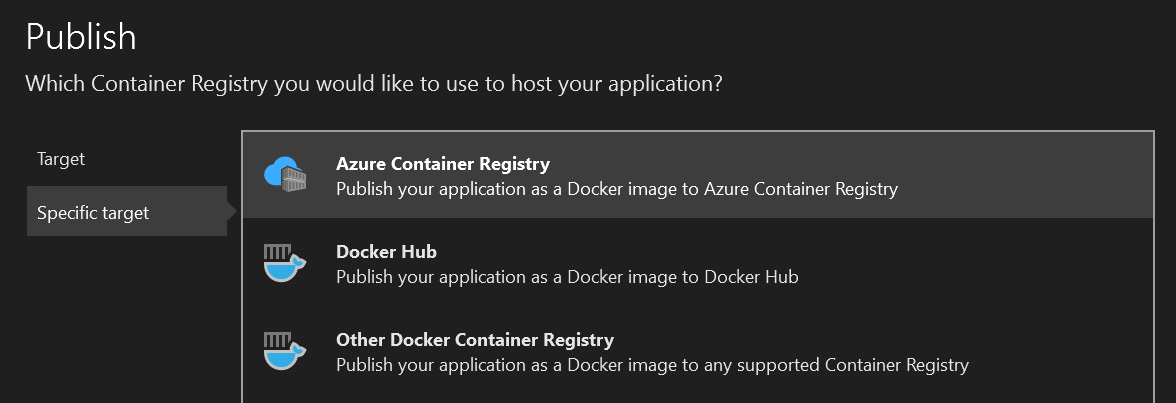 Publish
Which Container Registry you would like to use to host your application?
Target
Specific target
Azure Container Registry
Publish your application as a Docker image to Azure Container Registry
Docker Hub
Publish your application as a Docker image to Docker Hub
Other Docker Container Registry
Publish your application as a Docker image to any supported Container Registry